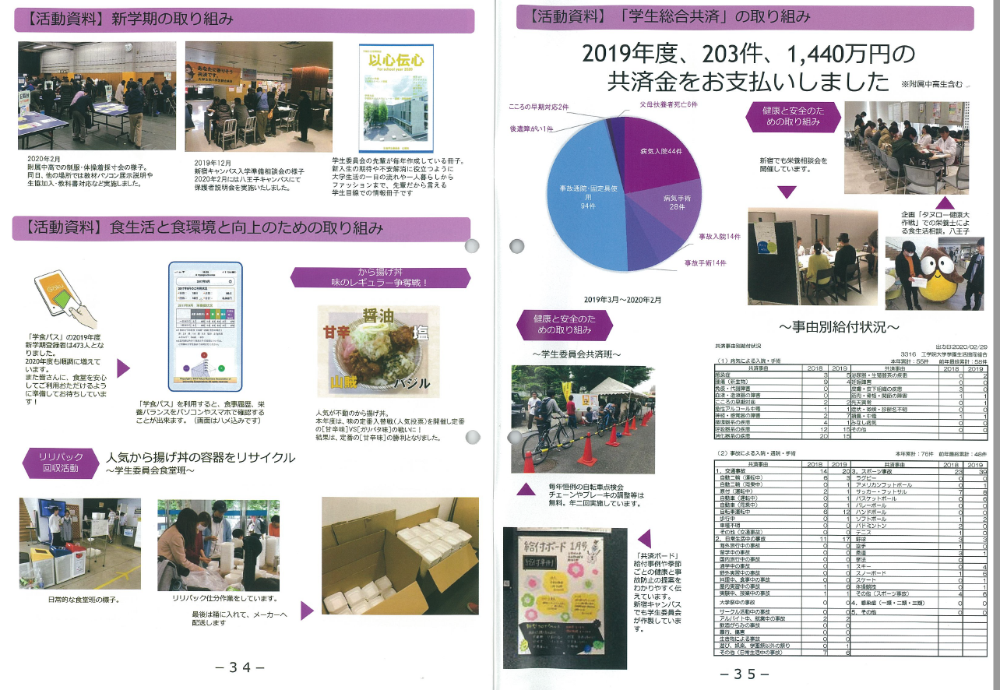 【活動資料】新学期の取り組み
あなたに寄りそう
共済です。
以心伝心
For school year 2020
2020年2月
附属中高での制服・体操着採寸会の様子。
同日、他の場所では教材パソコン展示説明や
生協加入・教科書対応など実施しました。
2019年12月
新宿キャンパス入学準備相談会の様子
2020年2月には八王子キャンパスにて
保護者説明会を実施いたしました。
学生委員会の先輩が毎年作成している冊子。
新入生の期待や不安解消に役立つように
大学生活の一日の流れや一人暮らしから
ファッションまで、先輩だから言える
学生目線での情報冊子です
【活動資料】食生活と食環境と向上のための取り組み
「学食パス」の2019年度
新学期登録者は473人とな
りました。
2020年度も順調に増えて
います。
また皆さんに、食堂を安心
してご利用おただけるよう
に準備してお待ちしていま
す！
「学食パス」を利用すると、食事履歴、栄
養バランスをパソコンやスマホで確認する
ことが出来ます。（画面はハメ込みです）
から揚げ丼
味のレギュラー争奪戦！
醤油
甘辛
塩
山賊
バジル
人気が不動のから揚げ丼。
本年度は、味の定番入替戦（人気投票）を開催し定番
の[甘辛味]VS[ガリバタ味]の戦いに！
結果は、定番の[甘辛味]の勝利となりました。
リリパック
回収活動
人気から揚げ丼の容器をリサイクル
～学生委員会食堂班～
日常的な食堂班の様子。
リリパック仕分作業をしています。
最後は箱に入れて、メーカーへ
配送します
－３４－
【活動資料】「学生総合共済」の取り組み
2019年度、203件、1,440万円の
共済金をお支払いしました
※附属中高生含む
こころの早期対応2件
父母扶養者死亡6件
後遺障がい1件
病気入院44件
事故通院・固定具使
用
94件
病気手術
28件
事故入院14件
事故手術14件
2019年3月～2020年2月
健康と安全のた
めの取り組み
新宿でも栄養相談会を
開催しています。
企画「タヌロー健康大
作戦」での栄養士によ
る食生活相談。八王子
健康と安全のた
めの取り組み
～学生委員会共済班～
毎年恒例の自転車点検会
チェーンやブレーキの調整等は
無料。年二回実施しています。
給付ボード 1月号
「共済ボード」
給付事例や季節
ごとの健康と事
故防止の提案を
わかりやすく伝
えています。
新宿キャンパス
でも学生委員会
が作製していま
す。
～事由別給付状況～
共済事由別給付状況
出力日2020/02/29
3316 工学院大学学園生活協同組合
（1）病気による入院・手術
本年累計：55件 前年最終累計：58件
共済事由 2018 2019 共済事由 2018 2019
感染症 3 5 泌尿器・生殖器系の疾患 0 2
腫瘍（新生物） 9 4 妊娠障害 0 0
免疫・代謝障害 0 0 皮膚・皮下組織の疾患 3 0
血液・造血器の障害 0 0 筋肉・骨格・関節の障害 1 1
こころの早期対応 2 2 先天異常 0 1
急性アルコール中毒 1 1 症状・徴候・診断名不明 0 0
神経・感覚器の障害 2 7 損傷・中毒 1 1
循環器系の疾患 4 1 みなし病気 0 0
呼吸器系の疾患 12 15 その他 0 0
消化器系の疾患 20 15
（2）事故による入院・通院・手術
本年累計：76件 前年最終累計：48件
共済事由 2018 2019 共済事由 2018 2019
1．交通事故 14 20 3．スポーツ事故 23 39
自動二輪（運転中） 6 3 ラグビー 0 0
自動二輪（同乗中） 0 1 アメリカンフットボール 0 1
原付（運転中） 2 1 サッカー・フットサル 7 8
自動車（運転中） 0 1 バスケットボール 0 6
自動車（同乗中） 0 1 バレーボール 0 0
自転車運転中 6 12 ハンドボール 0 0
歩行中 0 1 ソフトボール 1 2
車種不明 0 0 バドミントン 2 0
その他（交通事故） 0 0 テニス 1 0
2．日常生活中の事故 11 17 野球 3 3
海外旅行中の事故 0 0 空手 1 0
留学中の事故 0 0 柔道 3 1
国内旅行中の事故 0 0 拳法 0 0
通学中の事故 0 1 スキー 0 4
野外実習中の事故 0 0 スノーボード 1 6
料理中、食事中の事故 0 0 スケート 0 1
屋内実習中の事故 1 6 体操競技 0 1
実験中、授業中の事故 1 1 その他（スポーツ事故） 4 6
大学祭中の事故 0 0 4．感染症（一類・二類・三類） 0 0
サークル活動中の事故 0 0 5．その他 0 0
アルバイト中、就業中の事故 2 2
飲酒がらみの事故 0 0
暴行、傷害 0 0
生き物による事故 0 0
遊び、娯楽、学園祭以外の祭り 0 1
その他（日常生活中の事故） 7 6
－３５－